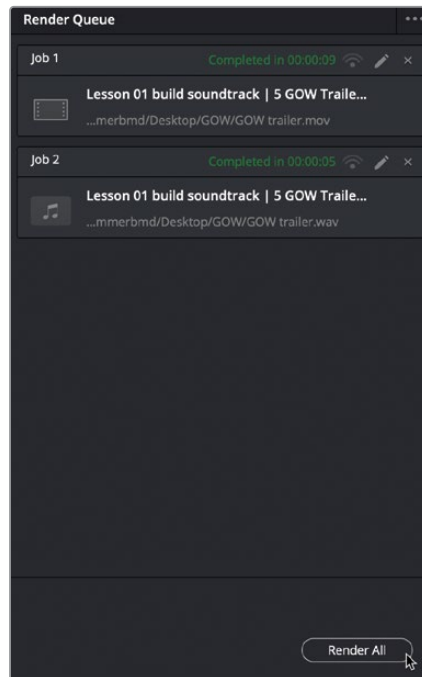 Render Queue
Job 1 Completed in 00:00:09
Lesson 01 build soundtrack | 5 GOW Traile...
...merbmd/Desktop/GOW/GOW trailer.mov
Job 2 Completed in 00:00:05
Lesson 01 build soundtrack | 5 GOW Traile...
...mmerbmd/Desktop/GOW/GOW trailer.wav
Render All